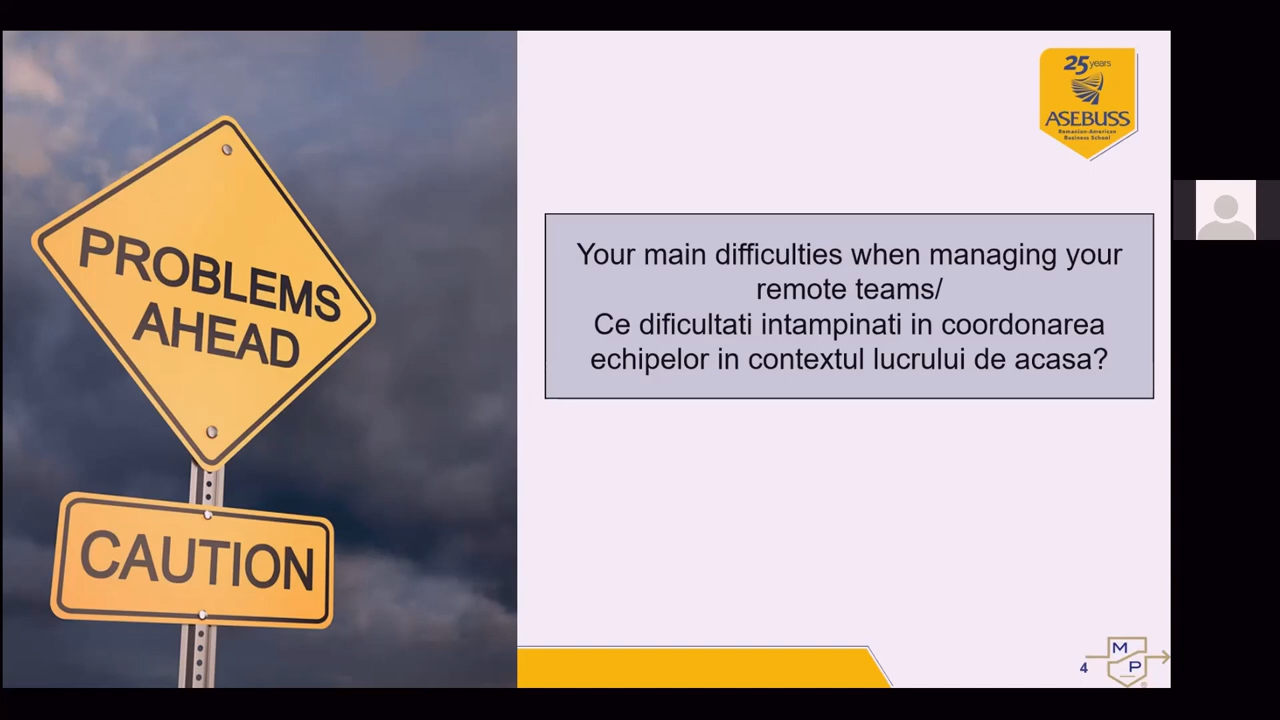 PROBLEMS
AHEAD
CAUTION
25 years
ASEBUSS
Romanian-American
Business School
Your main difficulties when managing your
remote teams/
Ce dificultati intampinati in coordonarea
echipelor in contextul lucrului de acasa?
4
M
P